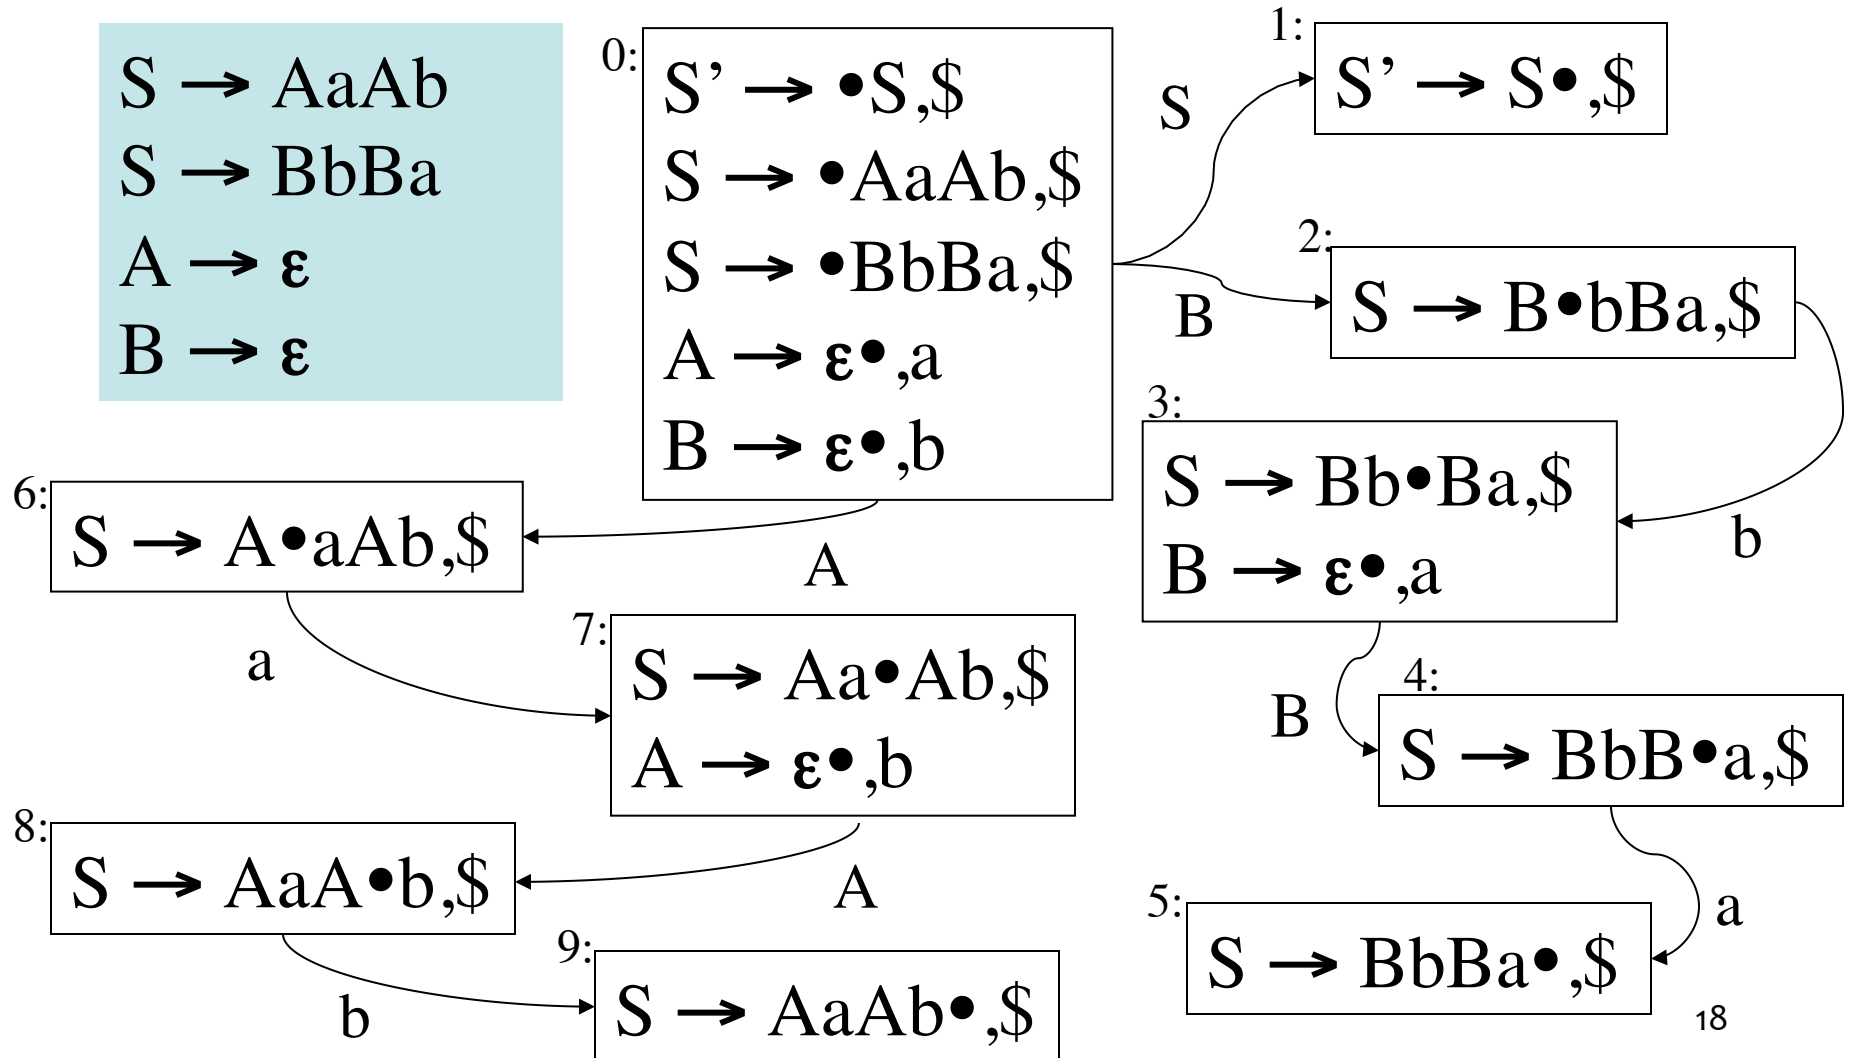 S → AaAb
S → BbBa
A → ε
B → ε
0:
S’ → •S,$
S → •AaAb,$
S → •BbBa,$
A → ε•,a
B → ε•,b
S
1:
S’ → S•,$
B
2:
S → B•bBa,$
b
3:
S → Bb•Ba,$
B → ε•,a
B
4:
S → BbB•a,$
a
5:
S → BbBa•,$
A
6:
S → A•aAb,$
a
7:
S → Aa•Ab,$
A → ε•,b
A
8:
S → AaA•b,$
b
9:
S → AaAb•,$
18